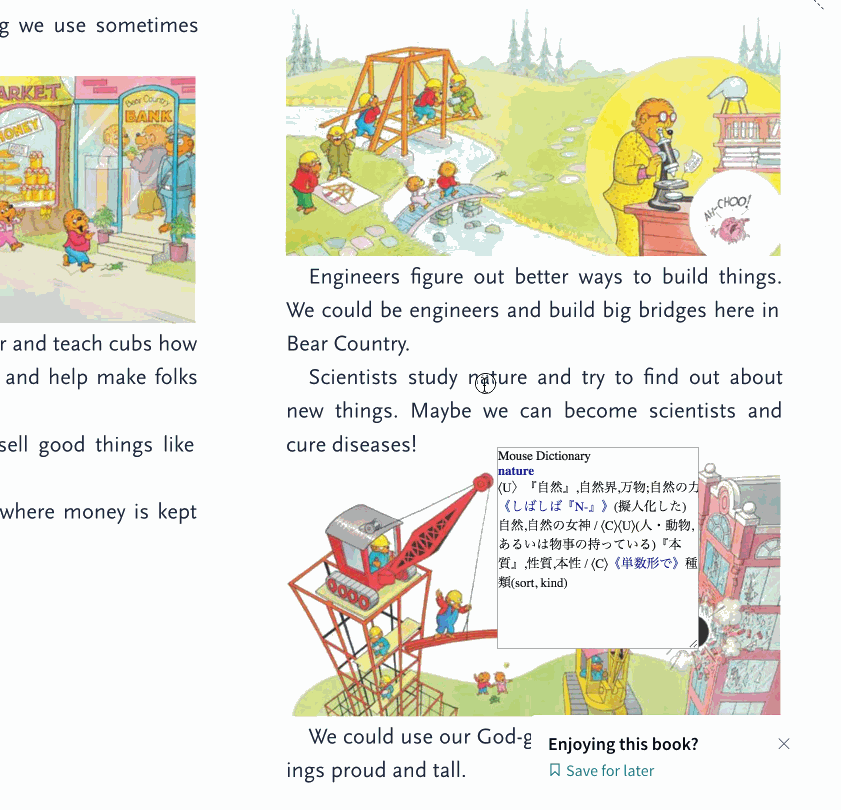 g we use sometimes
ARKET
MONEY
Bear Country
BANK
r and teach cubs how
and help make folks
sell good things like
where money is kept
AH-CHOO!
Engineers figure out better ways to build things.
We could be engineers and build big bridges here in
Bear Country.
Scientists study nature and try to find out about
new things. Maybe we can become scientists and
cure diseases!
Mouse Dictionary
nature
〈U〉『自然』,自然界,万物;自然の力
《しばしば『N-』》(擬人化した)
自然,自然の女神 / 〈C〉〈U〉(人・動物,
あるいは物事の持っている)『本
質』,性質,本性 / 〈C〉《単数形で》種
類(sort, kind)
We could use our God-g
ings proud and tall.
Enjoying this book?
Save for later